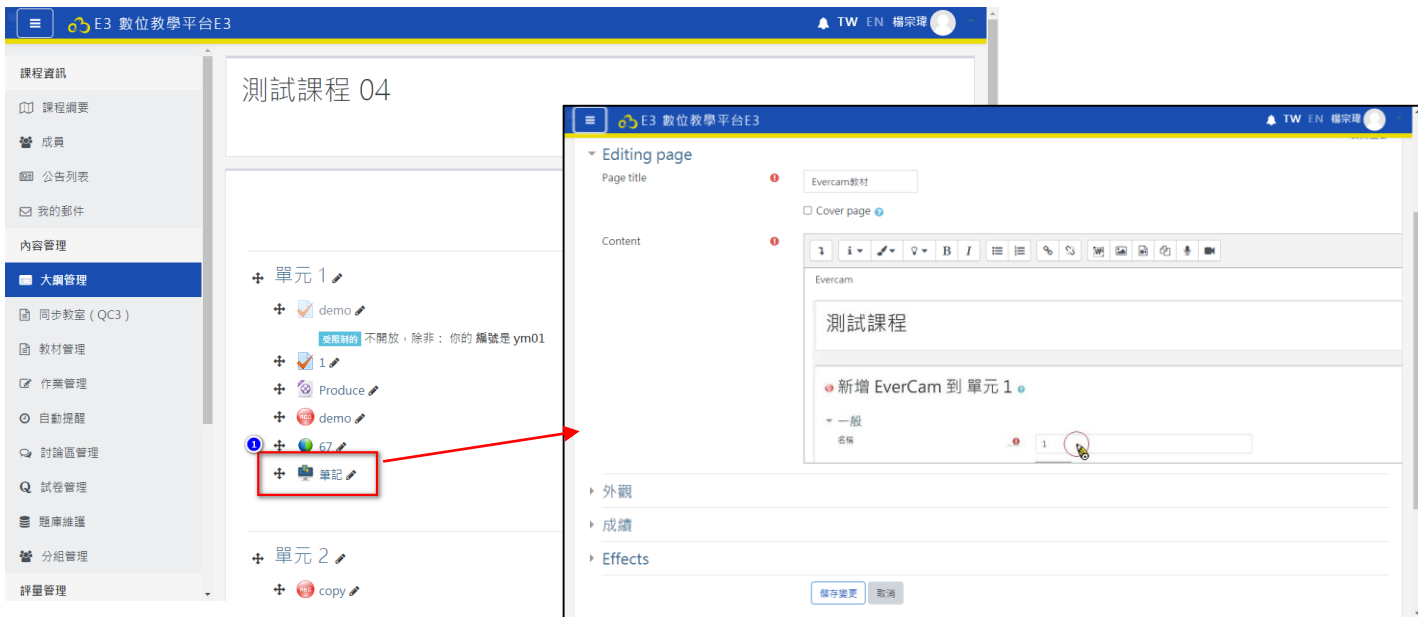 E3 數位教學平台E3
TW EN 楊宗瑋
課程資訊
課程綱要
成員
公告列表
我的郵件
內容管理
大綱管理
同步教室（QC3）
教材管理
作業管理
自動提醒
討論區管理
試卷管理
題庫維護
分組管理
評量管理
測試課程 04
單元 1
demo
受限制的 不開放，除非： 你的 編號是 ym01
1
Produce
demo
1
67
筆記
單元 2
copy
E3 數位教學平台E3
TW EN 楊宗瑋
Editing page
Page title
Evercam教材
Cover page
Content
B I
Evercam
測試課程
新增 EverCam 到 單元 1
一般
名稱
1
外觀
成績
Effects
儲存變更 取消